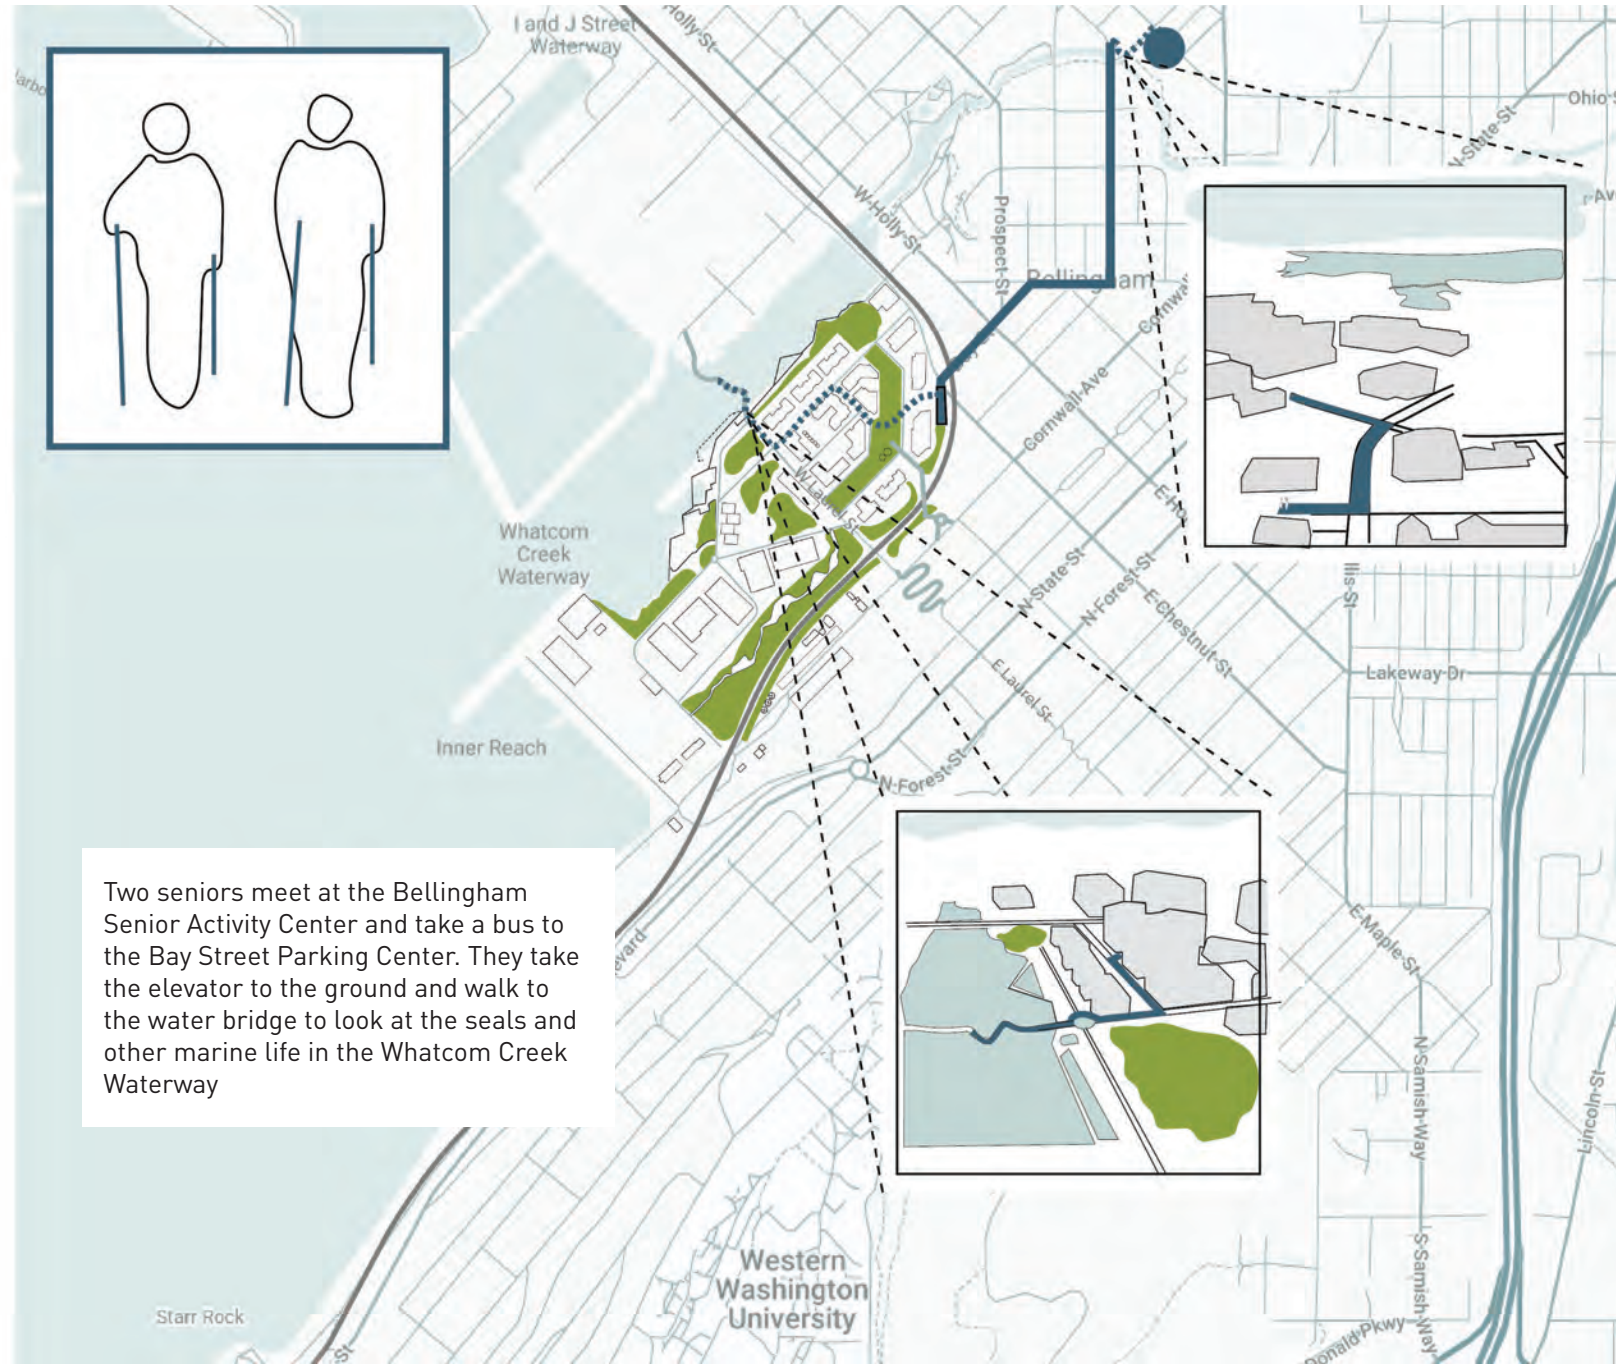 I and J Street
Waterway
Holly-St
Ohio
N-State-St
W-Holly-St
Prospect-St
Bellingham
Cornwall-Ave
W Laurel St
Whatcom
Creek
Waterway
N-State-St
N-Forest-St
E-Chestnut-St
Lakeway-Dr
E Laurel St
Inner Reach
N-Forest-St
Two seniors meet at the Bellingham
Senior Activity Center and take a bus to
the Bay Street Parking Center. They take
the elevator to the ground and walk to
the water bridge to look at the seals and
other marine life in the Whatcom Creek
Waterway
E-Maple-St
N-Samish-Way
Lincoln-St
S-Samish-Way
Western
Washington
University
Starr Rock
Donald-Pkwy
St